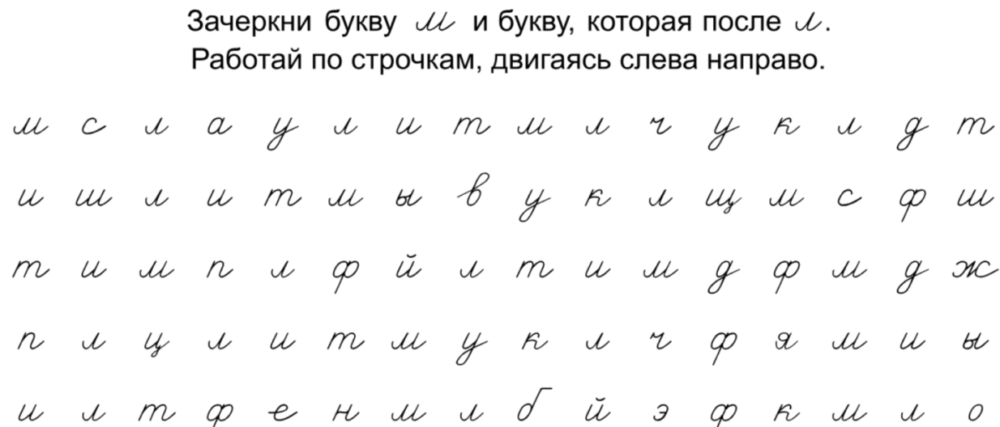 Зачеркни букву м и букву, которая после л.
Работай по строчкам, двигаясь слева направо.
м с л а у л и т м л ч у к л д т
и ш л и т м ы в у к л щ м с ф ш
т и м п л ф й л т и м д ф м д ж
п л ц л и т м у к л ч ф я м и ы
и л т ф е н м л б й э ф к м л о